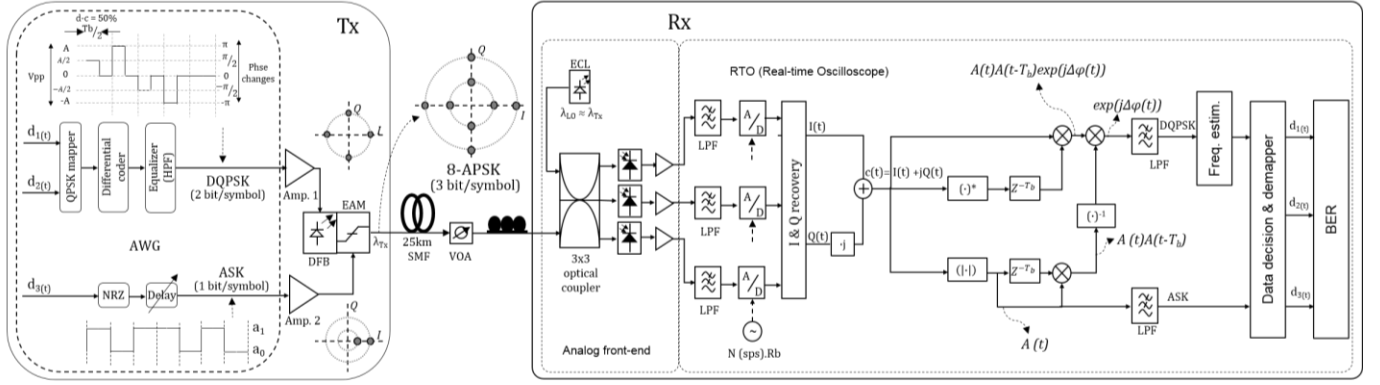 Tx
d-c = 50%
Tb/2
Vpp
A
A/2
0
-A/2
-A
π
π/2
0
-π/2
-π
Phse
changes
d1(t)
d2(t)
QPSK mapper
Differential
coder
Equalizer
(HPF)
DQPSK
(2 bit/symbol)
Amp. 1
AWG
d3(t)
NRZ
Delay
ASK
(1 bit/symbol)
Amp. 2
a1
a0
Q
I
Q
I
DFB
EAM
λTx
Q
I
8-APSK
(3 bit/symbol)
25km
SMF
VOA
Rx
ECL
λLO ≈ λTx
3x3
optical
coupler
Analog front-end
RTO (Real-time Oscilloscope)
LPF
A/D
LPF
A/D
LPF
A/D
N (sps).Rb
I & Q recovery
I(t)
Q(t)
·j
c(t)= I(t) +jQ(t)
(·)*
Z-Tb
(|·|)
Z-Tb
A(t)A(t-Tb)exp(jΔφ(t))
exp(jΔφ(t))
(·)-1
A (t)A(t-Tb)
A (t)
DQPSK
LPF
ASK
LPF
Freq. estim.
Data decision & demapper
d1(t)
d2(t)
d3(t)
BER